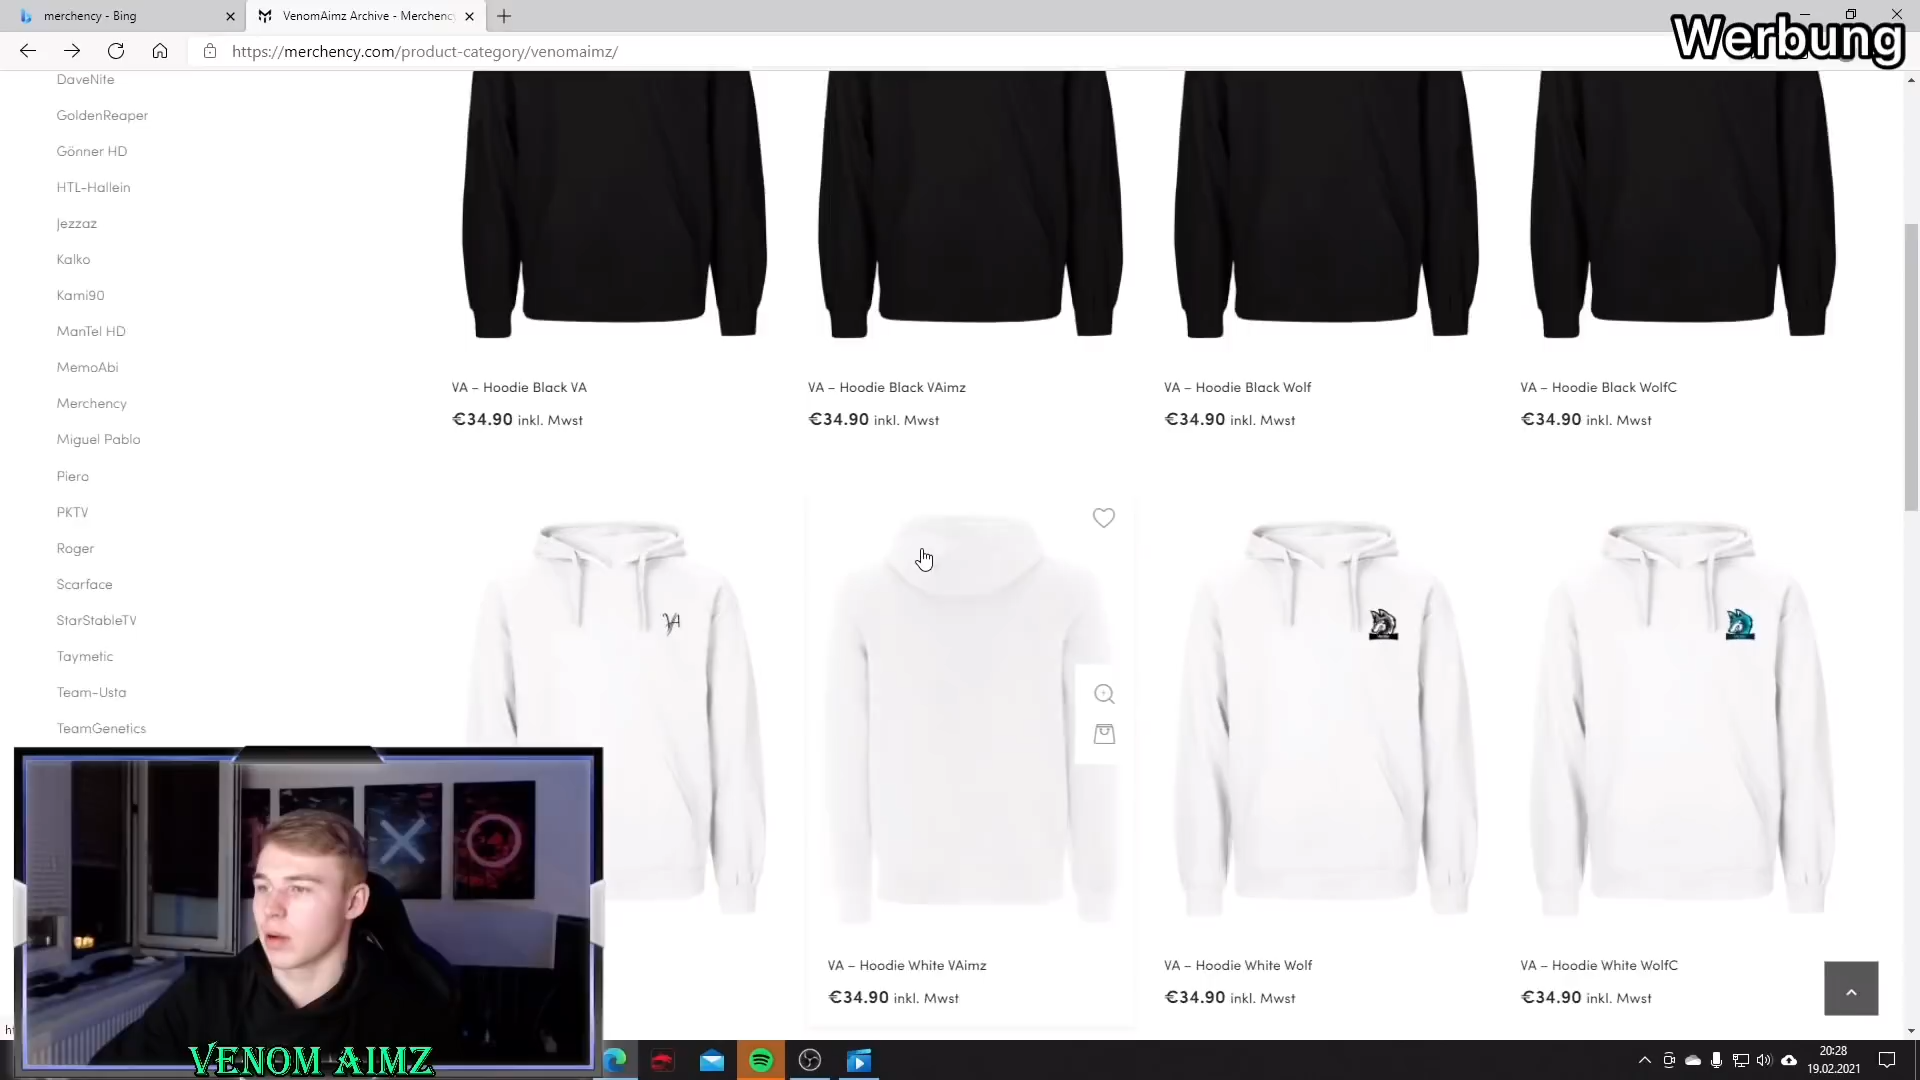 merchency - Bing
VenomAimz Archive - Merchency
Werbung
https://merchency.com/product-category/venomaimz/
DaveNite
GoldenReaper
Gönner HD
HTL-Hallein
Jezzaz
Kalko
Kami90
ManTel HD
MemoAbi
Merchency
Miguel Pablo
Piero
PKTV
Roger
Scarface
StarStableTV
Taymetic
Team-Usta
TeamGenetics
VA – Hoodie Black VA
€34.90 inkl. Mwst
VA – Hoodie Black VAimz
€34.90 inkl. Mwst
VA – Hoodie Black Wolf
€34.90 inkl. Mwst
VA – Hoodie Black WolfC
€34.90 inkl. Mwst
VA
VA – Hoodie White VAimz
€34.90 inkl. Mwst
VA – Hoodie White Wolf
€34.90 inkl. Mwst
VA – Hoodie White WolfC
€34.90 inkl. Mwst
VENOM AIMZ
20:28
19.02.2021